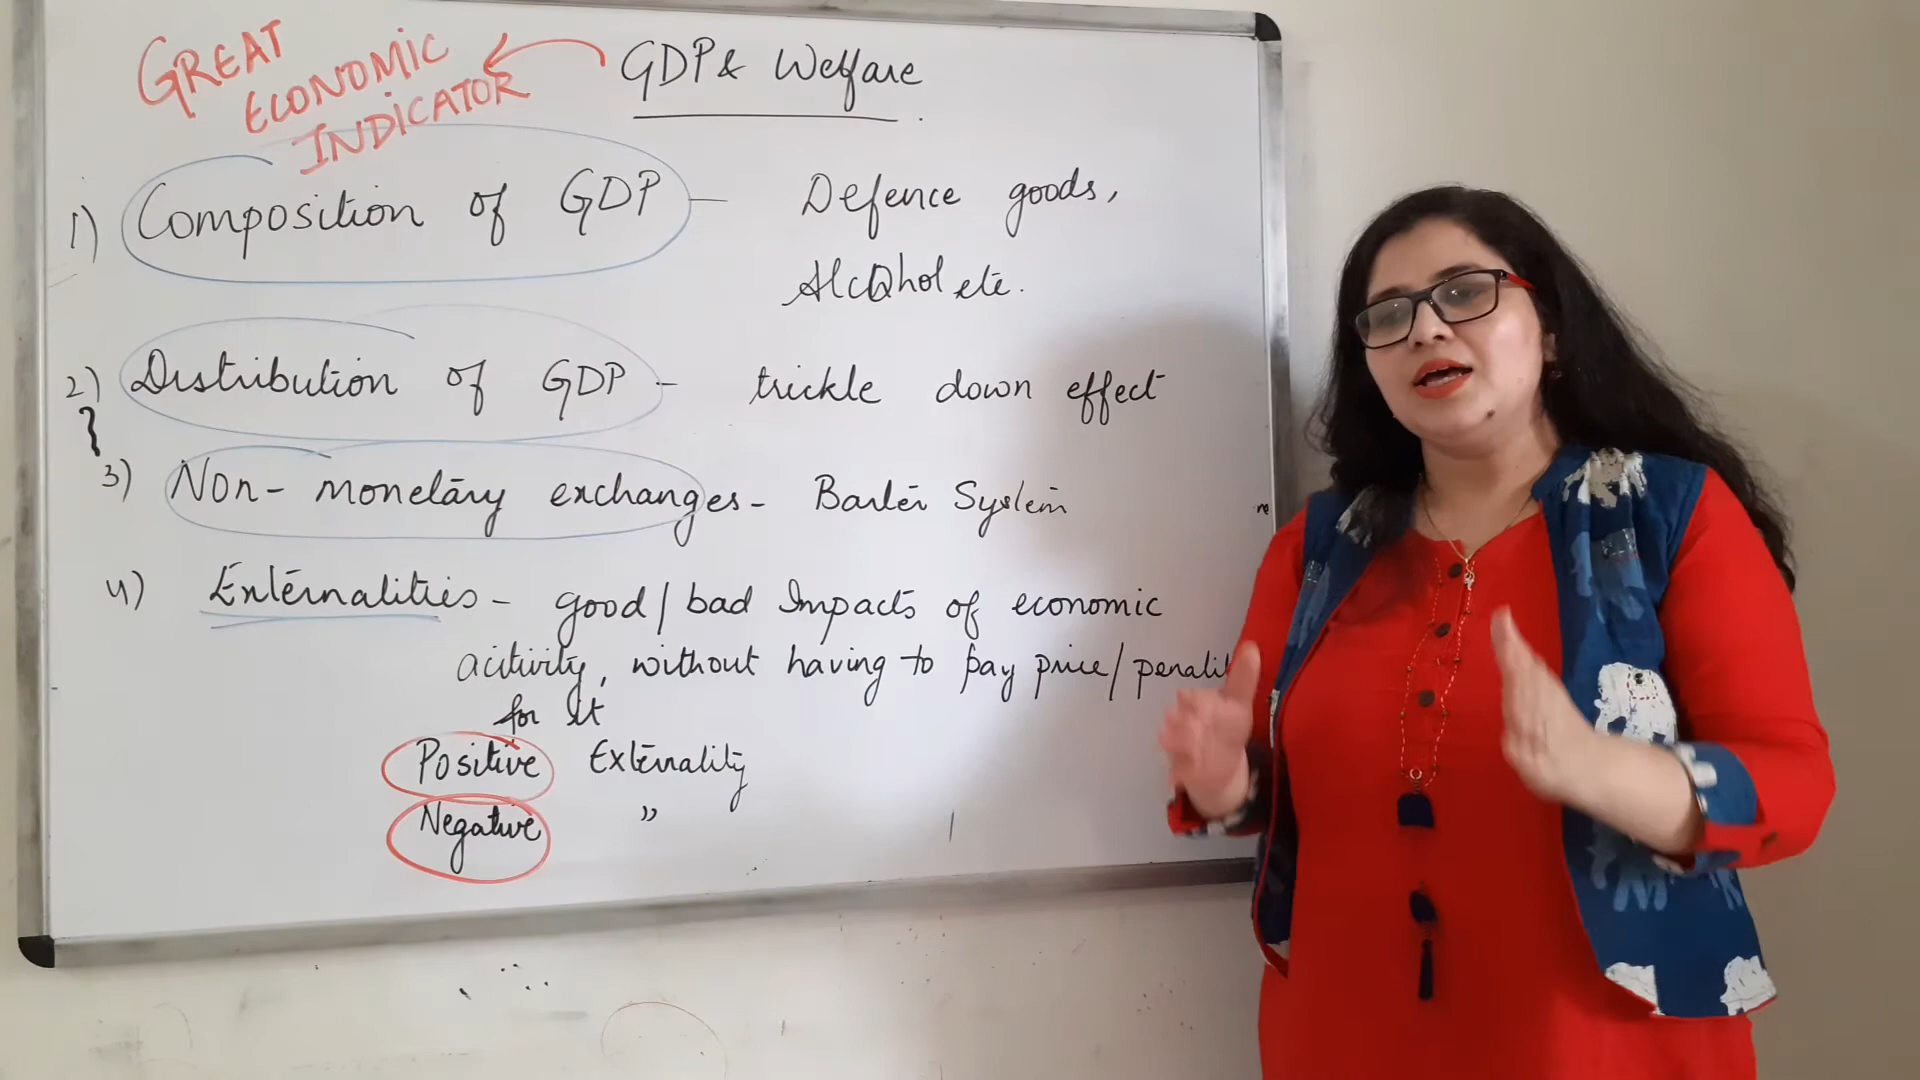 GREAT
ECONOMIC
INDICATOR
GDP & Welfare
1) Composition of GDP - Defence goods,
Alcohol etc.
2) Distribution of GDP - trickle down effect
3) Non-monetary exchanges - Barter System
4) Externalities - good/bad Impacts of economic
activity, without having to pay price/penalit
for it
Positive Externality
Negative "